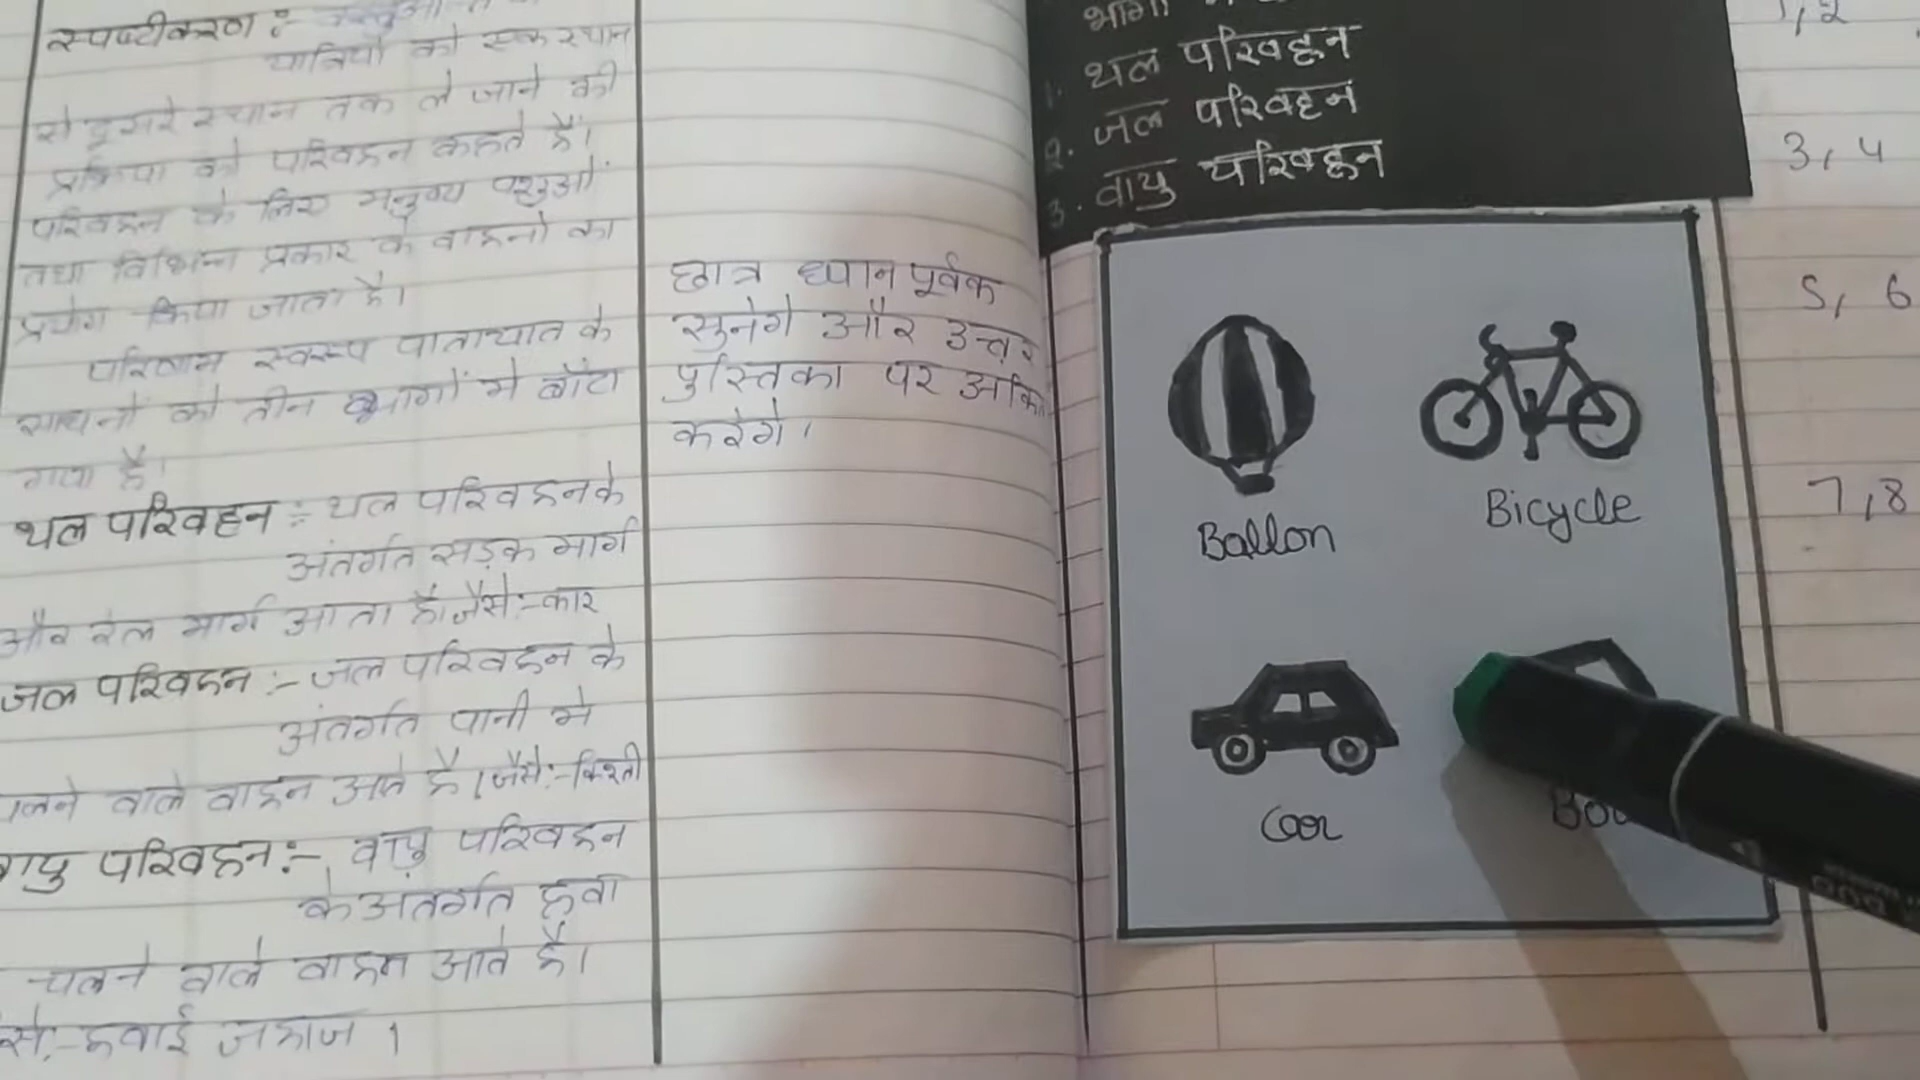 स्पष्टीकरण :-
यात्रियों को एक स्थान
से दूसरे स्थान तक ले जाने की
प्रक्रिया को परिवहन कहते हैं।
परिवहन के लिए मनुष्य पशुओं
तथा विभिन्न प्रकार के वाहनों का
प्रयोग किया जाता है।
परिणाम स्वरूप यातायात के
साधनों को तीन भागों में बाँटा
गया है।
थल परिवहन :- थल परिवहन के
अंतर्गत सड़क मार्ग
और रेल मार्ग आता है। जैसे:- कार
जल परिवहन :- जल परिवहन के
अंतर्गत पानी में
वाले वाहन आते है। जैसे:- किश्ती
परिवहन :- वायु परिवहन
के अतर्गत हवा
चलने वाले वाहन आते है।
हवाई जहाज।
छात्र ध्यान पूर्वक
सुनेगे और उत्तर
पुस्तिका पर
करेगे।
1. थल परिवहन
2. जल परिवहन
3. वायु परिवहन
Ballon
Bicycle
Car
3, 4
5, 6
7, 8